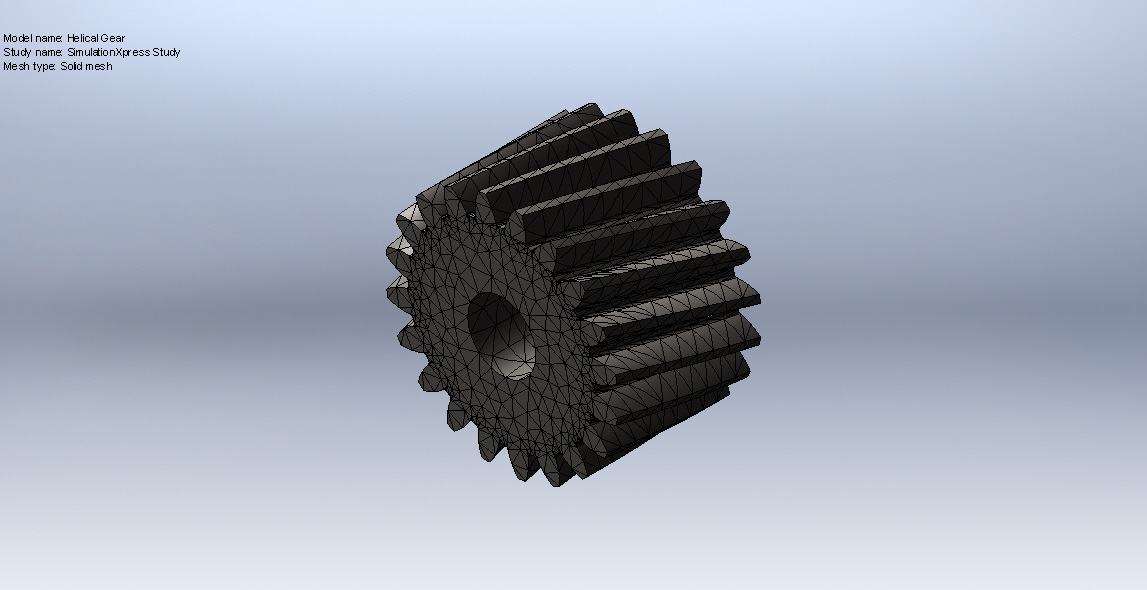 Model name: Helical Gear
Study name: SimulationXpress Study
Mesh type: Solid mesh